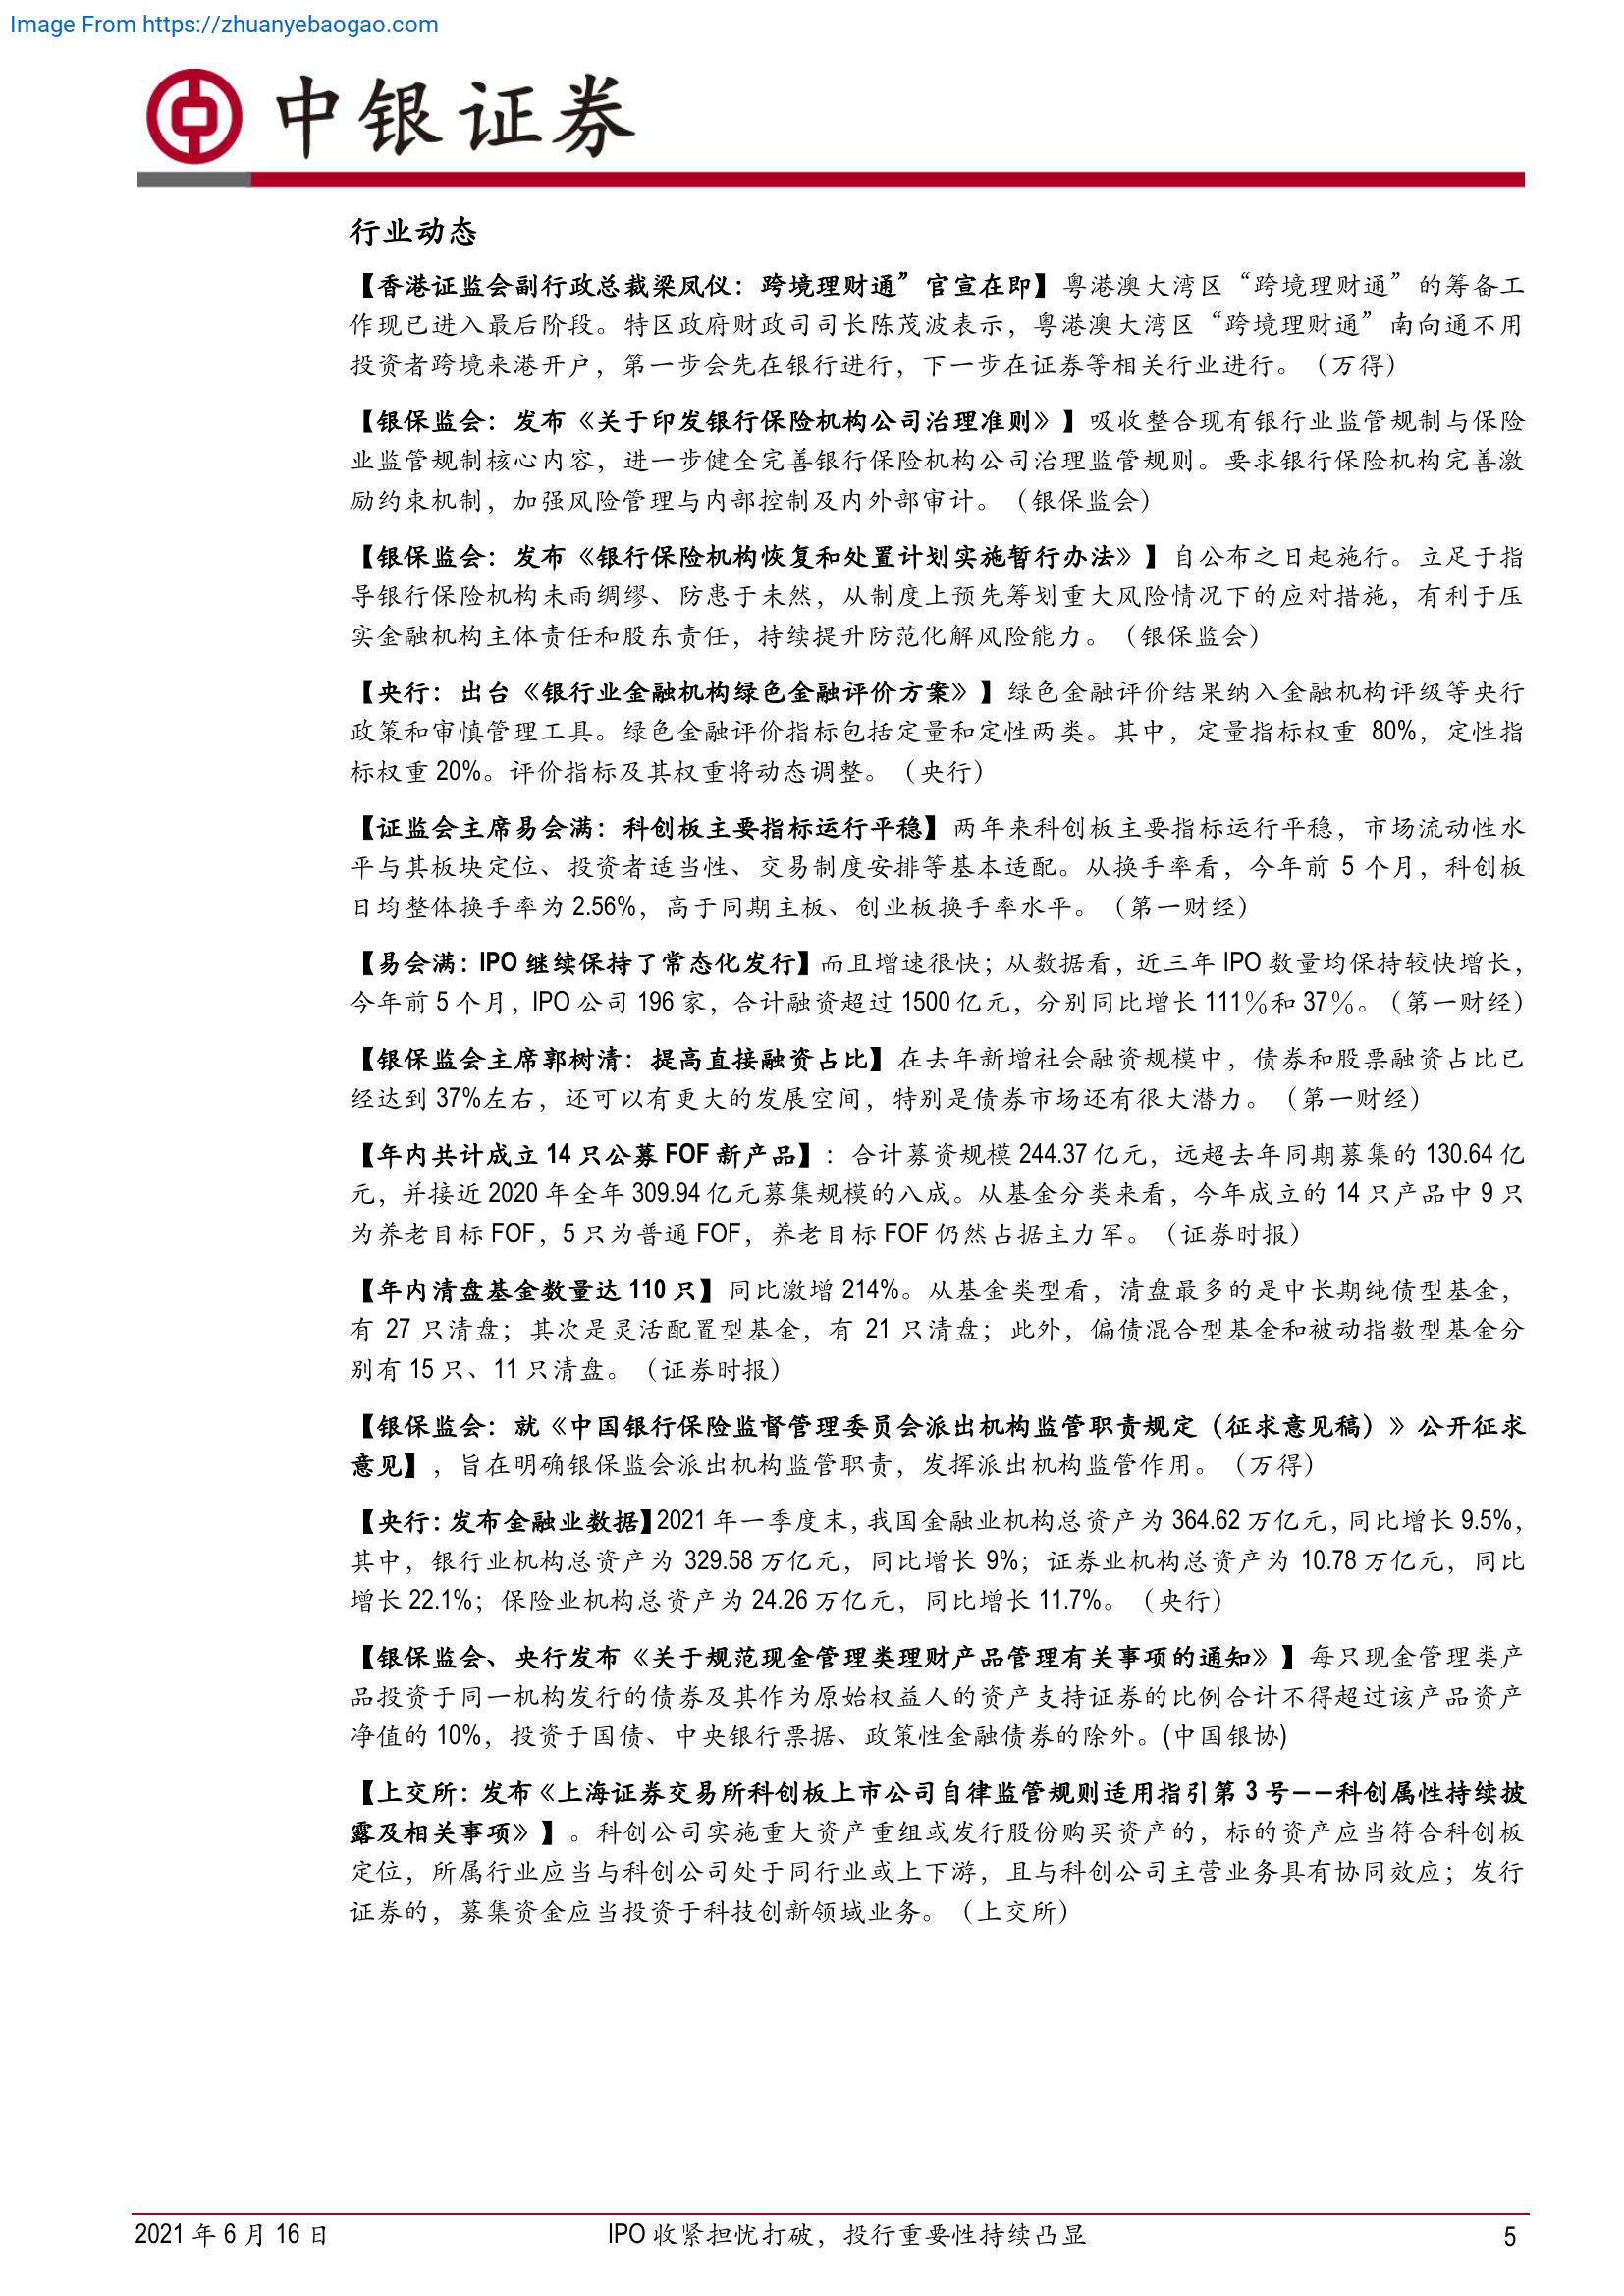 Image From https://zhuanyebaogao.com
中银证券
行业动态
【香港证监会副行政总裁梁凤仪：跨境理财通”官宣在即】粤港澳大湾区“跨境理财通”的筹备工
作现已进入最后阶段。特区政府财政司司长陈茂波表示，粤港澳大湾区“跨境理财通”南向通不用
投资者跨境来港开户，第一步会先在银行进行，下一步在证券等相关行业进行。（万得）
【银保监会：发布《关于印发银行保险机构公司治理准则》】吸收整合现有银行业监管规制与保险
业监管规制核心内容，进一步健全完善银行保险机构公司治理监管规则。要求银行保险机构完善激
励约束机制，加强风险管理与内部控制及内外部审计。（银保监会）
【银保监会：发布《银行保险机构恢复和处置计划实施暂行办法》】自公布之日起施行。立足于指
导银行保险机构未雨绸缪、防患于未然，从制度上预先筹划重大风险情况下的应对措施，有利于压
实金融机构主体责任和股东责任，持续提升防范化解风险能力。（银保监会）
【央行：出台《银行业金融机构绿色金融评价方案》】绿色金融评价结果纳入金融机构评级等央行
政策和审慎管理工具。绿色金融评价指标包括定量和定性两类。其中，定量指标权重 80%，定性指
标权重 20%。评价指标及其权重将动态调整。（央行）
【证监会主席易会满：科创板主要指标运行平稳】两年来科创板主要指标运行平稳，市场流动性水
平与其板块定位、投资者适当性、交易制度安排等基本适配。从换手率看，今年前 5 个月，科创板
日均整体换手率为 2.56%，高于同期主板、创业板换手率水平。（第一财经）
【易会满：IPO 继续保持了常态化发行】而且增速很快；从数据看，近三年 IPO 数量均保持较快增长，
今年前 5 个月，IPO 公司 196 家，合计融资超过 1500 亿元，分别同比增长 111％和 37％。（第一财经）
【银保监会主席郭树清：提高直接融资占比】在去年新增社会融资规模中，债券和股票融资占比已
经达到 37%左右，还可以有更大的发展空间，特别是债券市场还有很大潜力。（第一财经）
【年内共计成立 14 只公募 FOF 新产品】：合计募资规模 244.37 亿元，远超去年同期募集的 130.64 亿
元，并接近 2020 年全年 309.94 亿元募集规模的八成。从基金分类来看，今年成立的 14 只产品中 9 只
为养老目标 FOF，5 只为普通 FOF，养老目标 FOF 仍然占据主力军。（证券时报）
【年内清盘基金数量达 110 只】同比激增 214%。从基金类型看，清盘最多的是中长期纯债型基金，
有 27 只清盘；其次是灵活配置型基金，有 21 只清盘；此外，偏债混合型基金和被动指数型基金分
别有 15 只、11 只清盘。（证券时报）
【银保监会：就《中国银行保险监督管理委员会派出机构监管职责规定（征求意见稿）》公开征求
意见】，旨在明确银保监会派出机构监管职责，发挥派出机构监管作用。（万得）
【央行：发布金融业数据】2021 年一季度末，我国金融业机构总资产为 364.62 万亿元，同比增长 9.5%，
其中，银行业机构总资产为 329.58 万亿元，同比增长 9%；证券业机构总资产为 10.78 万亿元，同比
增长 22.1%；保险业机构总资产为 24.26 万亿元，同比增长 11.7%。（央行）
【银保监会、央行发布《关于规范现金管理类理财产品管理有关事项的通知》】每只现金管理类产
品投资于同一机构发行的债券及其作为原始权益人的资产支持证券的比例合计不得超过该产品资产
净值的 10%，投资于国债、中央银行票据、政策性金融债券的除外。(中国银协)
【上交所：发布《上海证券交易所科创板上市公司自律监管规则适用指引第 3 号——科创属性持续披
露及相关事项》】。科创公司实施重大资产重组或发行股份购买资产的，标的资产应当符合科创板
定位，所属行业应当与科创公司处于同行业或上下游，且与科创公司主营业务具有协同效应；发行
证券的，募集资金应当投资于科技创新领域业务。（上交所）
2021 年 6 月 16 日 IPO 收紧担忧打破，投行重要性持续凸显 5